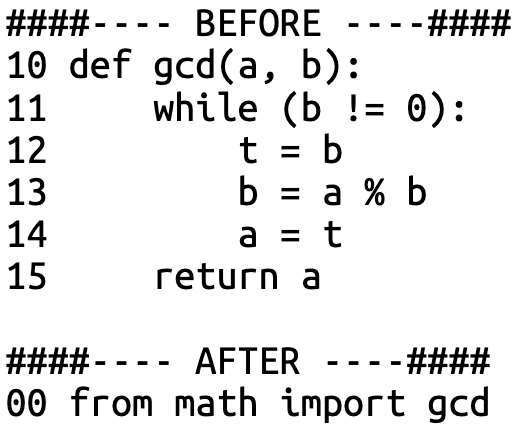 ####---- BEFORE ----####
10 def gcd(a, b):
11     while (b != 0):
12         t = b
13         b = a % b
14         a = t
15     return a
####---- AFTER ----####
00 from math import gcd